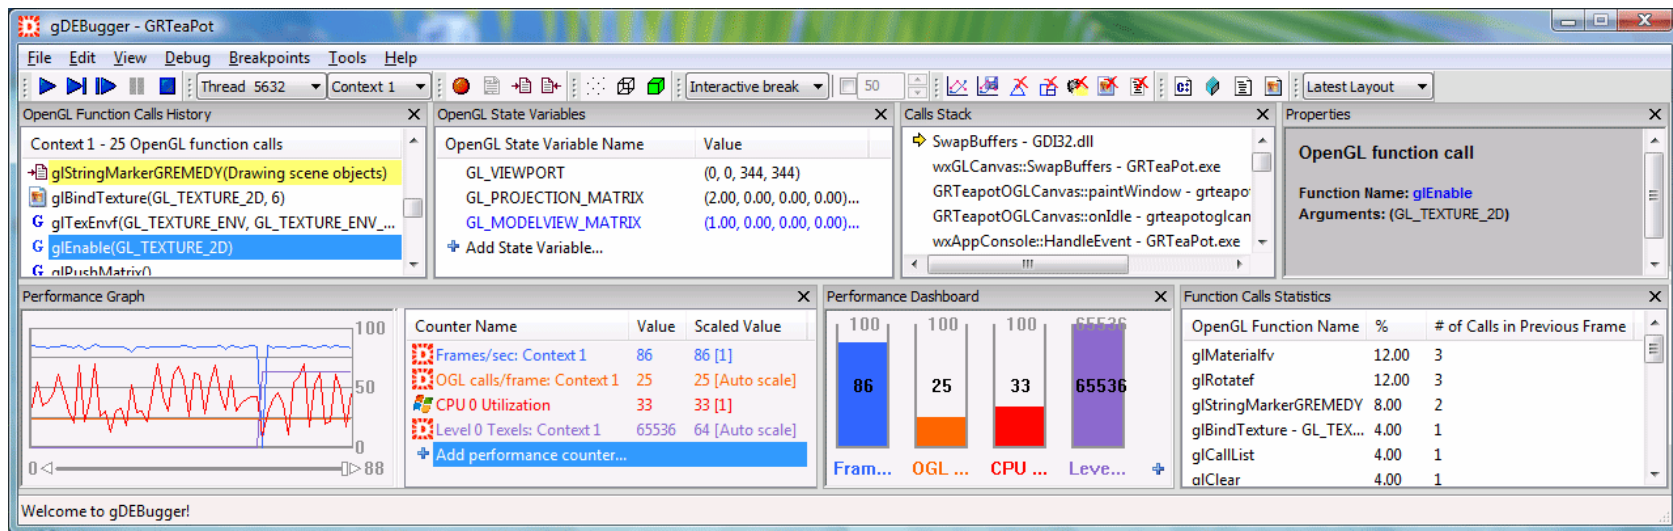 gDEBugger - GRTeaPot
File Edit View Debug Breakpoints Tools Help
Thread 5632 Context 1 Interactive break 50 Latest Layout
OpenGL Function Calls History
Context 1 - 25 OpenGL function calls
glStringMarkerGREMEDY(Drawing scene objects)
glBindTexture(GL_TEXTURE_2D, 6)
glTexEnvf(GL_TEXTURE_ENV, GL_TEXTURE_ENV_...
glEnable(GL_TEXTURE_2D)
glPushMatrix()
OpenGL State Variables
OpenGL State Variable Name Value
GL_VIEWPORT (0, 0, 344, 344)
GL_PROJECTION_MATRIX (2.00, 0.00, 0.00, 0.00)...
GL_MODELVIEW_MATRIX (1.00, 0.00, 0.00, 0.00)...
Add State Variable...
Calls Stack
SwapBuffers - GDI32.dll
wxGLCanvas::SwapBuffers - GRTeaPot.exe
GRTeapotOGLCanvas::paintWindow - grteapo
GRTeapotOGLCanvas::onIdle - grteapotoglcan
wxAppConsole::HandleEvent - GRTeaPot.exe
Properties
OpenGL function call
Function Name: glEnable
Arguments: (GL_TEXTURE_2D)
Performance Graph
100
50
0
0 88
Counter Name Value Scaled Value
Frames/sec: Context 1 86 86 [1]
OGL calls/frame: Context 1 25 25 [Auto scale]
CPU 0 Utilization 33 33 [1]
Level 0 Texels: Context 1 65536 64 [Auto scale]
Add performance counter...
Performance Dashboard
100 100 100 65536
86 25 33 65536
Fram... OGL ... CPU ... Leve...
Function Calls Statistics
OpenGL Function Name % # of Calls in Previous Frame
glMaterialfv 12.00 3
glRotatef 12.00 3
glStringMarkerGREMEDY 8.00 2
glBindTexture - GL_TEX... 4.00 1
glCallList 4.00 1
glClear 4.00 1
Welcome to gDEBugger!